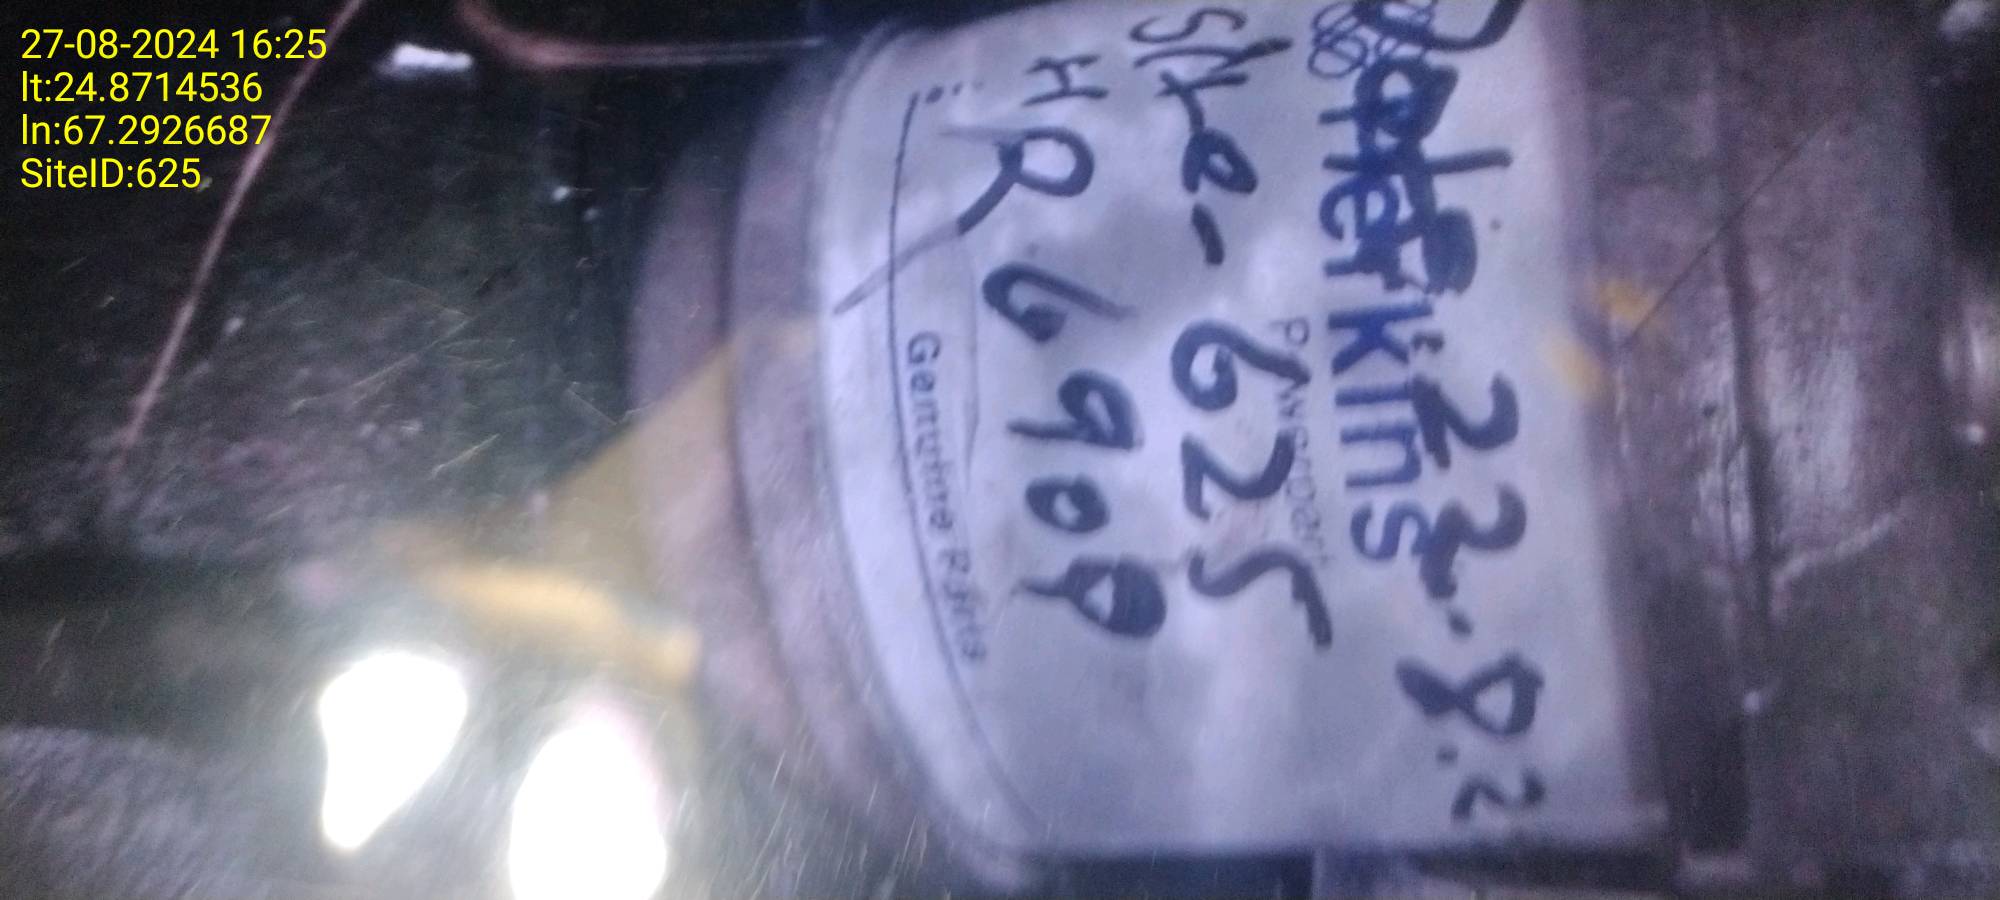 27-08-2024 16:25
lt:24.8714536
ln:67.2926687
SiteID:625
Date 23.8.2
Perkins
Powerpart
Site-625
HR 6909
Genuine Parts